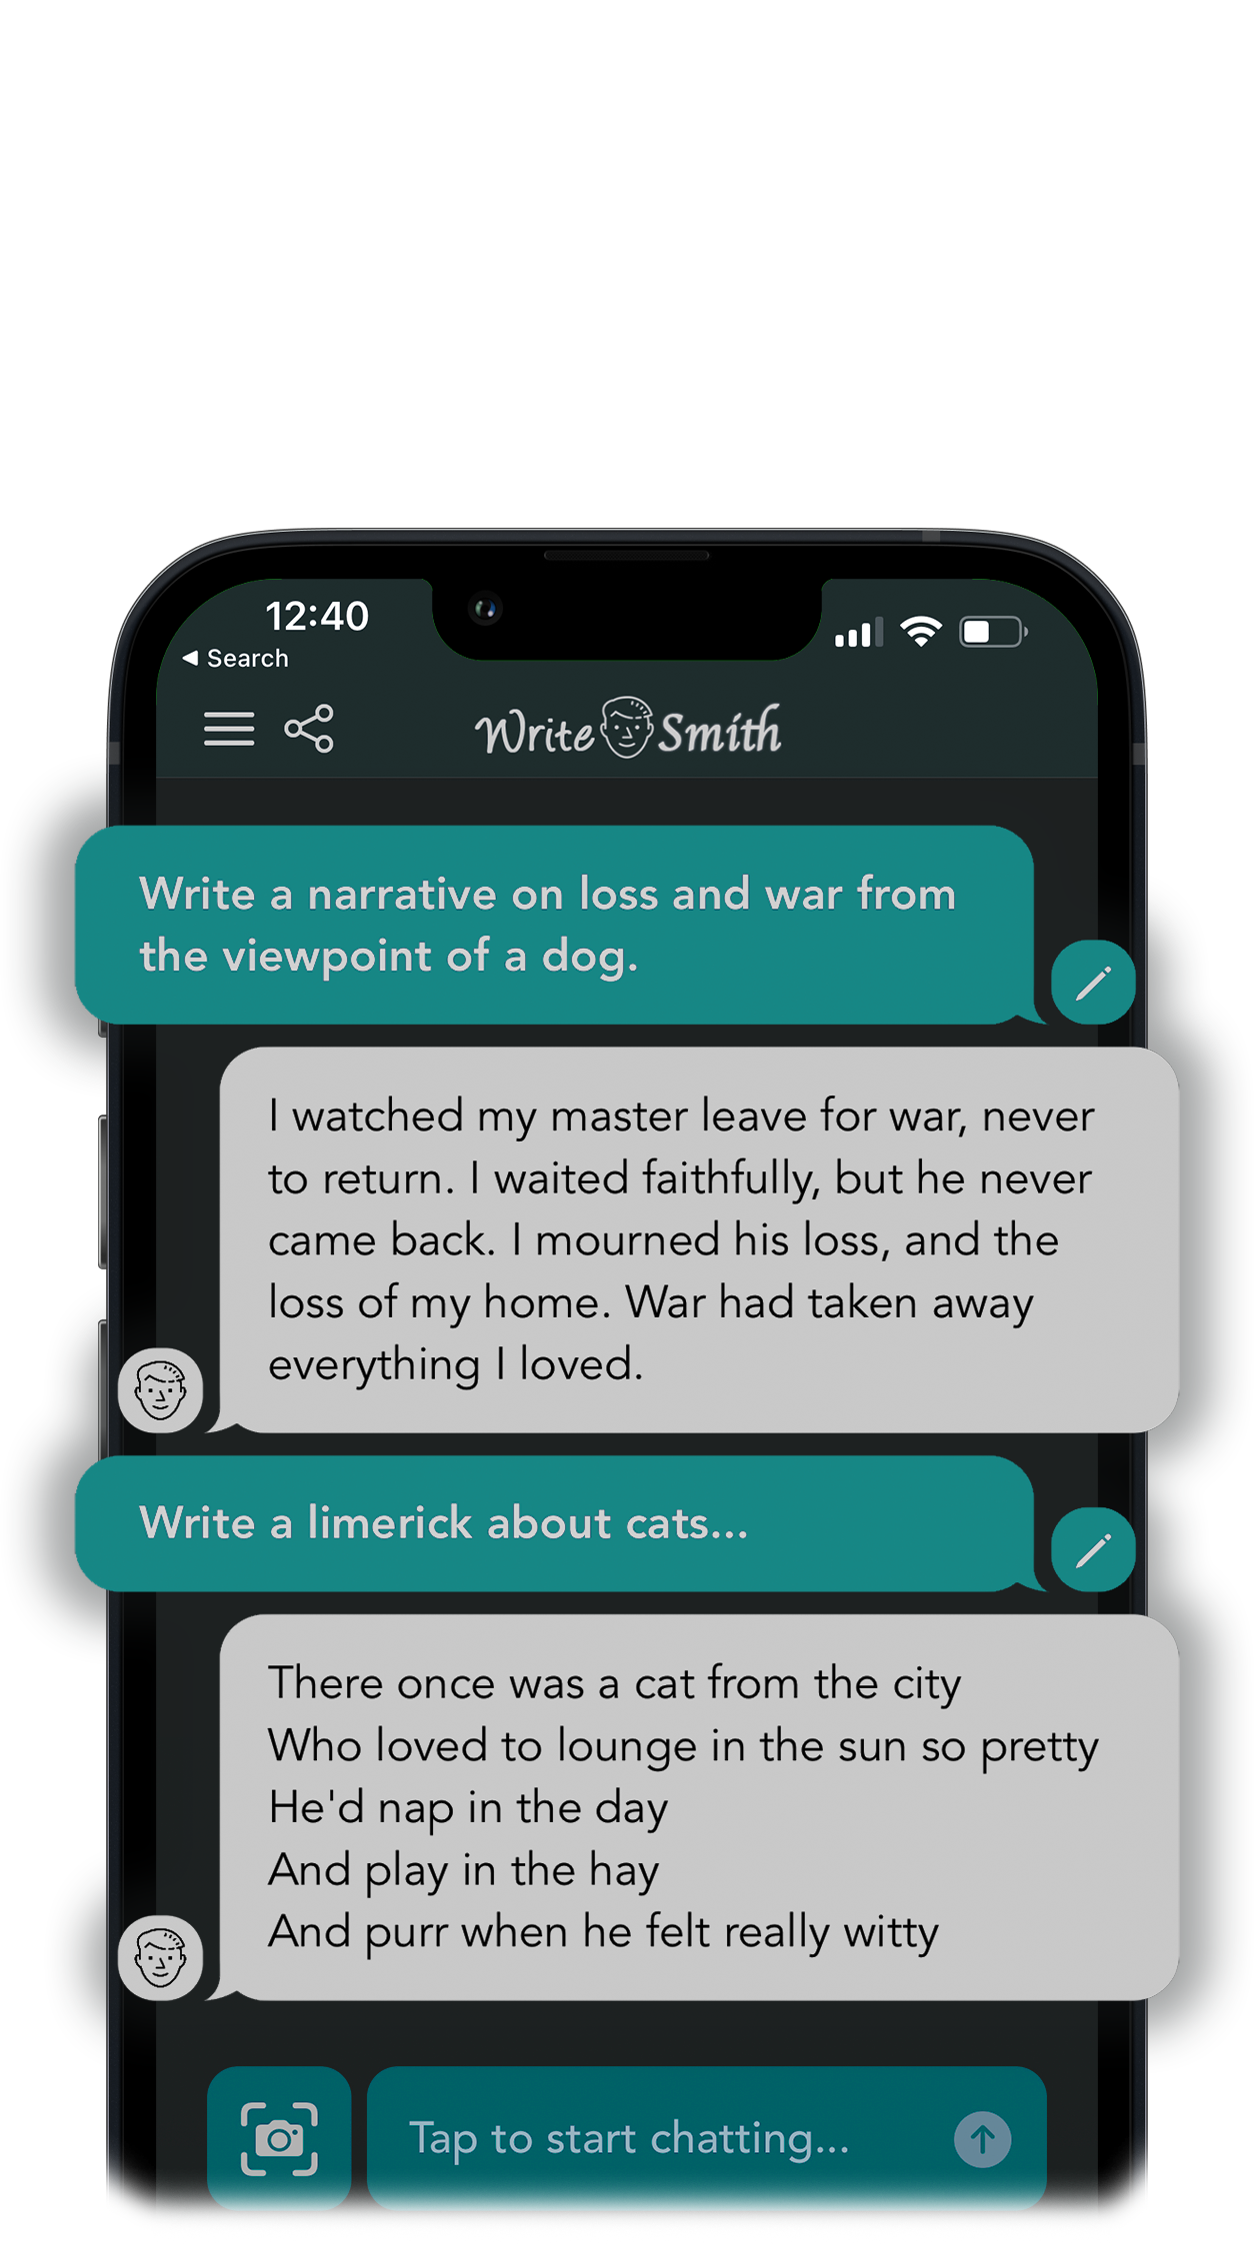 12:40
◀ Search
Write Smith
Write a narrative on loss and war from
the viewpoint of a dog.
I watched my master leave for war, never
to return. I waited faithfully, but he never
came back. I mourned his loss, and the
loss of my home. War had taken away
everything I loved.
Write a limerick about cats...
There once was a cat from the city
Who loved to lounge in the sun so pretty
He'd nap in the day
And play in the hay
And purr when he felt really witty
Tap to start chatting...